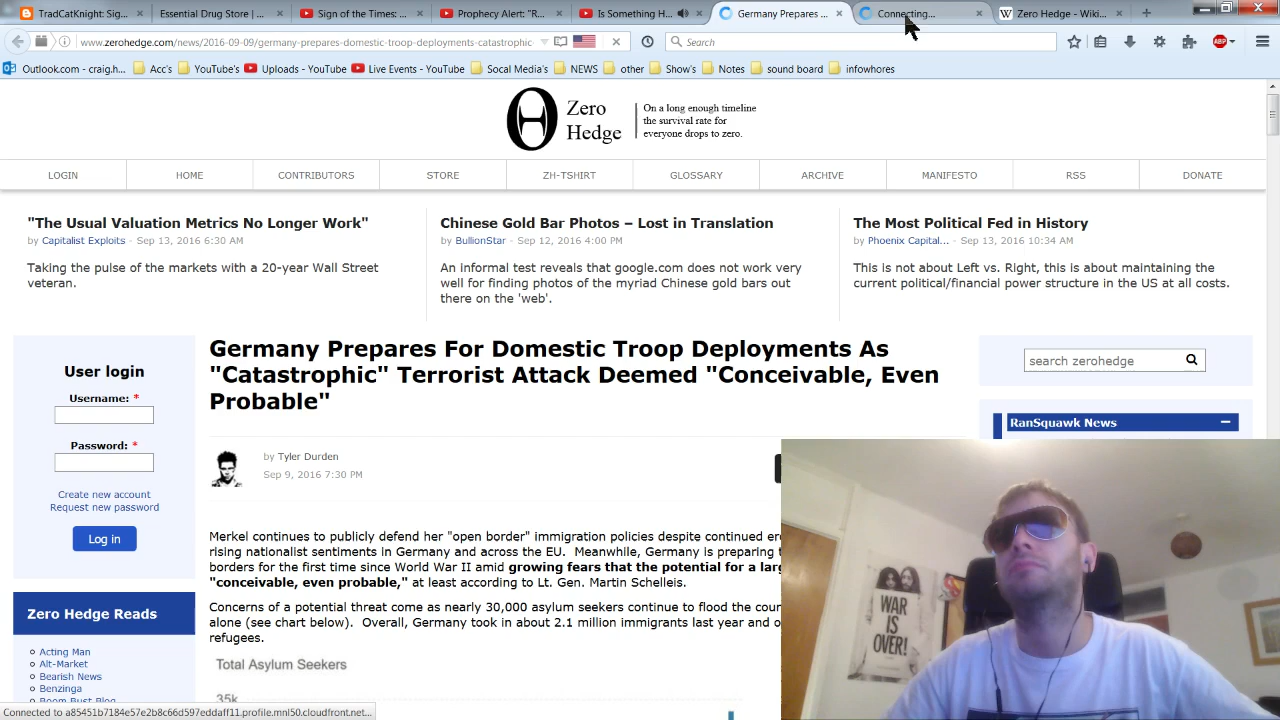 TradCatKnight: Sig...
Essential Drug Store | ...
Sign of the Times: ...
Prophecy Alert: "R...
Is Something H...
Germany Prepares ...
Connecting...
Zero Hedge - Wiki...
www.zerohedge.com/news/2016-09-09/germany-prepares-domestic-troop-deployments-catastrophic-
Search
ABP
Outlook.com - craig.h...
Acc's
YouTube's
Uploads - YouTube
Live Events - YouTube
Socal Media's
NEWS
other
Show's
Notes
sound board
infowhores
Zero
Hedge
On a long enough timeline
the survival rate for
everyone drops to zero.
LOGIN
HOME
CONTRIBUTORS
STORE
ZH-TSHIRT
GLOSSARY
ARCHIVE
MANIFESTO
RSS
DONATE
"The Usual Valuation Metrics No Longer Work"
by Capitalist Exploits - Sep 13, 2016 6:30 AM
Taking the pulse of the markets with a 20-year Wall Street
veteran.
Chinese Gold Bar Photos – Lost in Translation
by BullionStar - Sep 12, 2016 4:00 PM
An informal test reveals that google.com does not work very
well for finding photos of the myriad Chinese gold bars out
there on the 'web'.
The Most Political Fed in History
by Phoenix Capital... - Sep 13, 2016 10:34 AM
This is not about Left vs. Right, this is about maintaining the
current political/financial power structure in the US at all costs.
User login
Username: *
Password: *
Create new account
Request new password
Log in
Zero Hedge Reads
Acting Man
Alt-Market
Bearish News
Benzinga
Boom Bust Blog
Germany Prepares For Domestic Troop Deployments As
"Catastrophic" Terrorist Attack Deemed "Conceivable, Even
Probable"
by Tyler Durden
Sep 9, 2016 7:30 PM
Merkel continues to publicly defend her "open border" immigration policies despite continued
rising nationalist sentiments in Germany and across the EU. Meanwhile, Germany is preparing
borders for the first time since World War II amid growing fears that the potential for a
"conceivable, even probable," at least according to Lt. Gen. Martin Schelleis.
Concerns of a potential threat come as nearly 30,000 asylum seekers continue to flood the
alone (see chart below). Overall, Germany took in about 2.1 million immigrants last year and
refugees.
Total Asylum Seekers
35k
search zerohedge
RanSquawk News
WAR
IS
OVER!
Connected to a85451b7184e57e2b8c66d597eddaff11.profile.mnl50.cloudfront.net...